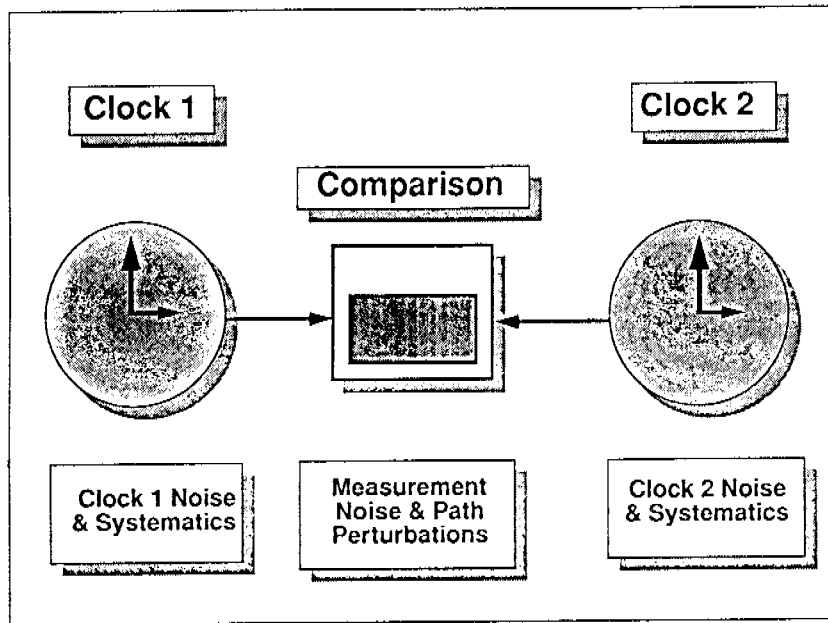 Clock 1
Clock 2
Comparison
Clock 1 Noise
& Systematics
Measurement
Noise & Path
Perturbations
Clock 2 Noise
& Systematics